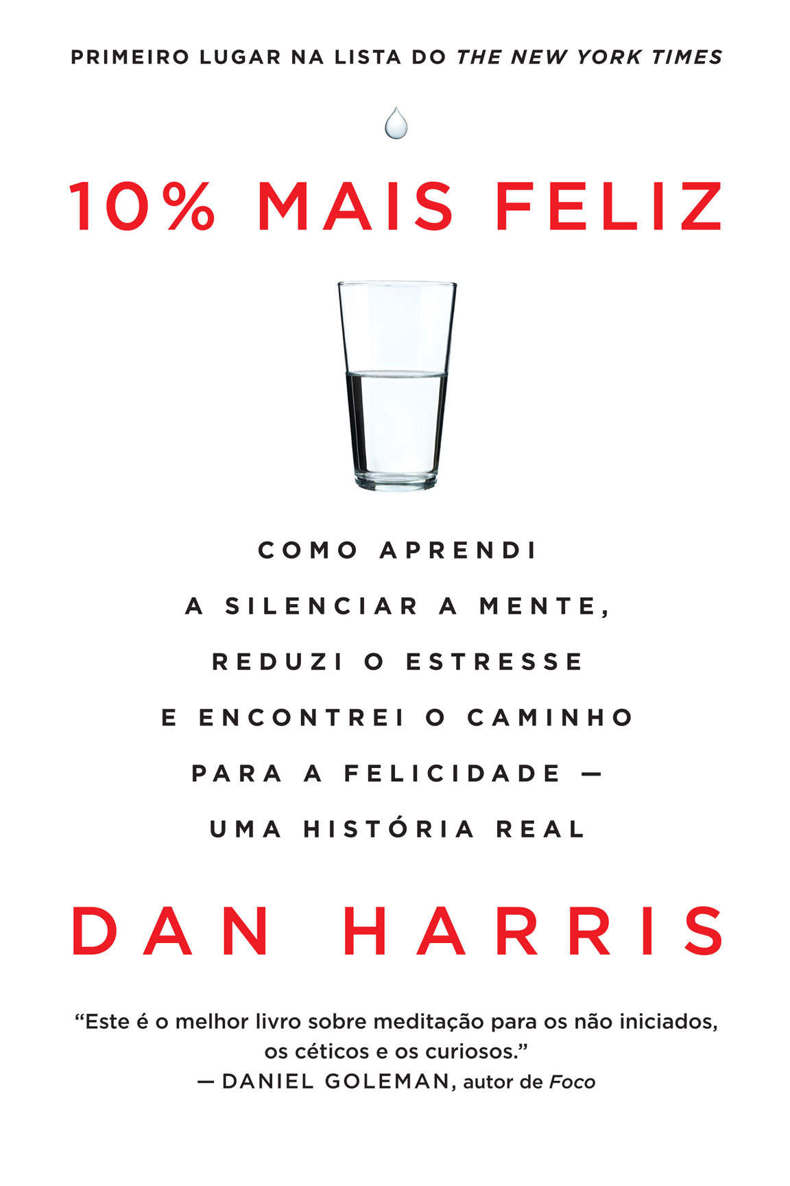 PRIMEIRO LUGAR NA LISTA DO THE NEW YORK TIMES
10% MAIS FELIZ
COMO APRENDI
A SILENCIAR A MENTE,
REDUZI O ESTRESSE
E ENCONTREI O CAMINHO
PARA A FELICIDADE —
UMA HISTÓRIA REAL
DAN HARRIS
“Este é o melhor livro sobre meditação para os não iniciados,
os céticos e os curiosos.”
— DANIEL GOLEMAN, autor de Foco